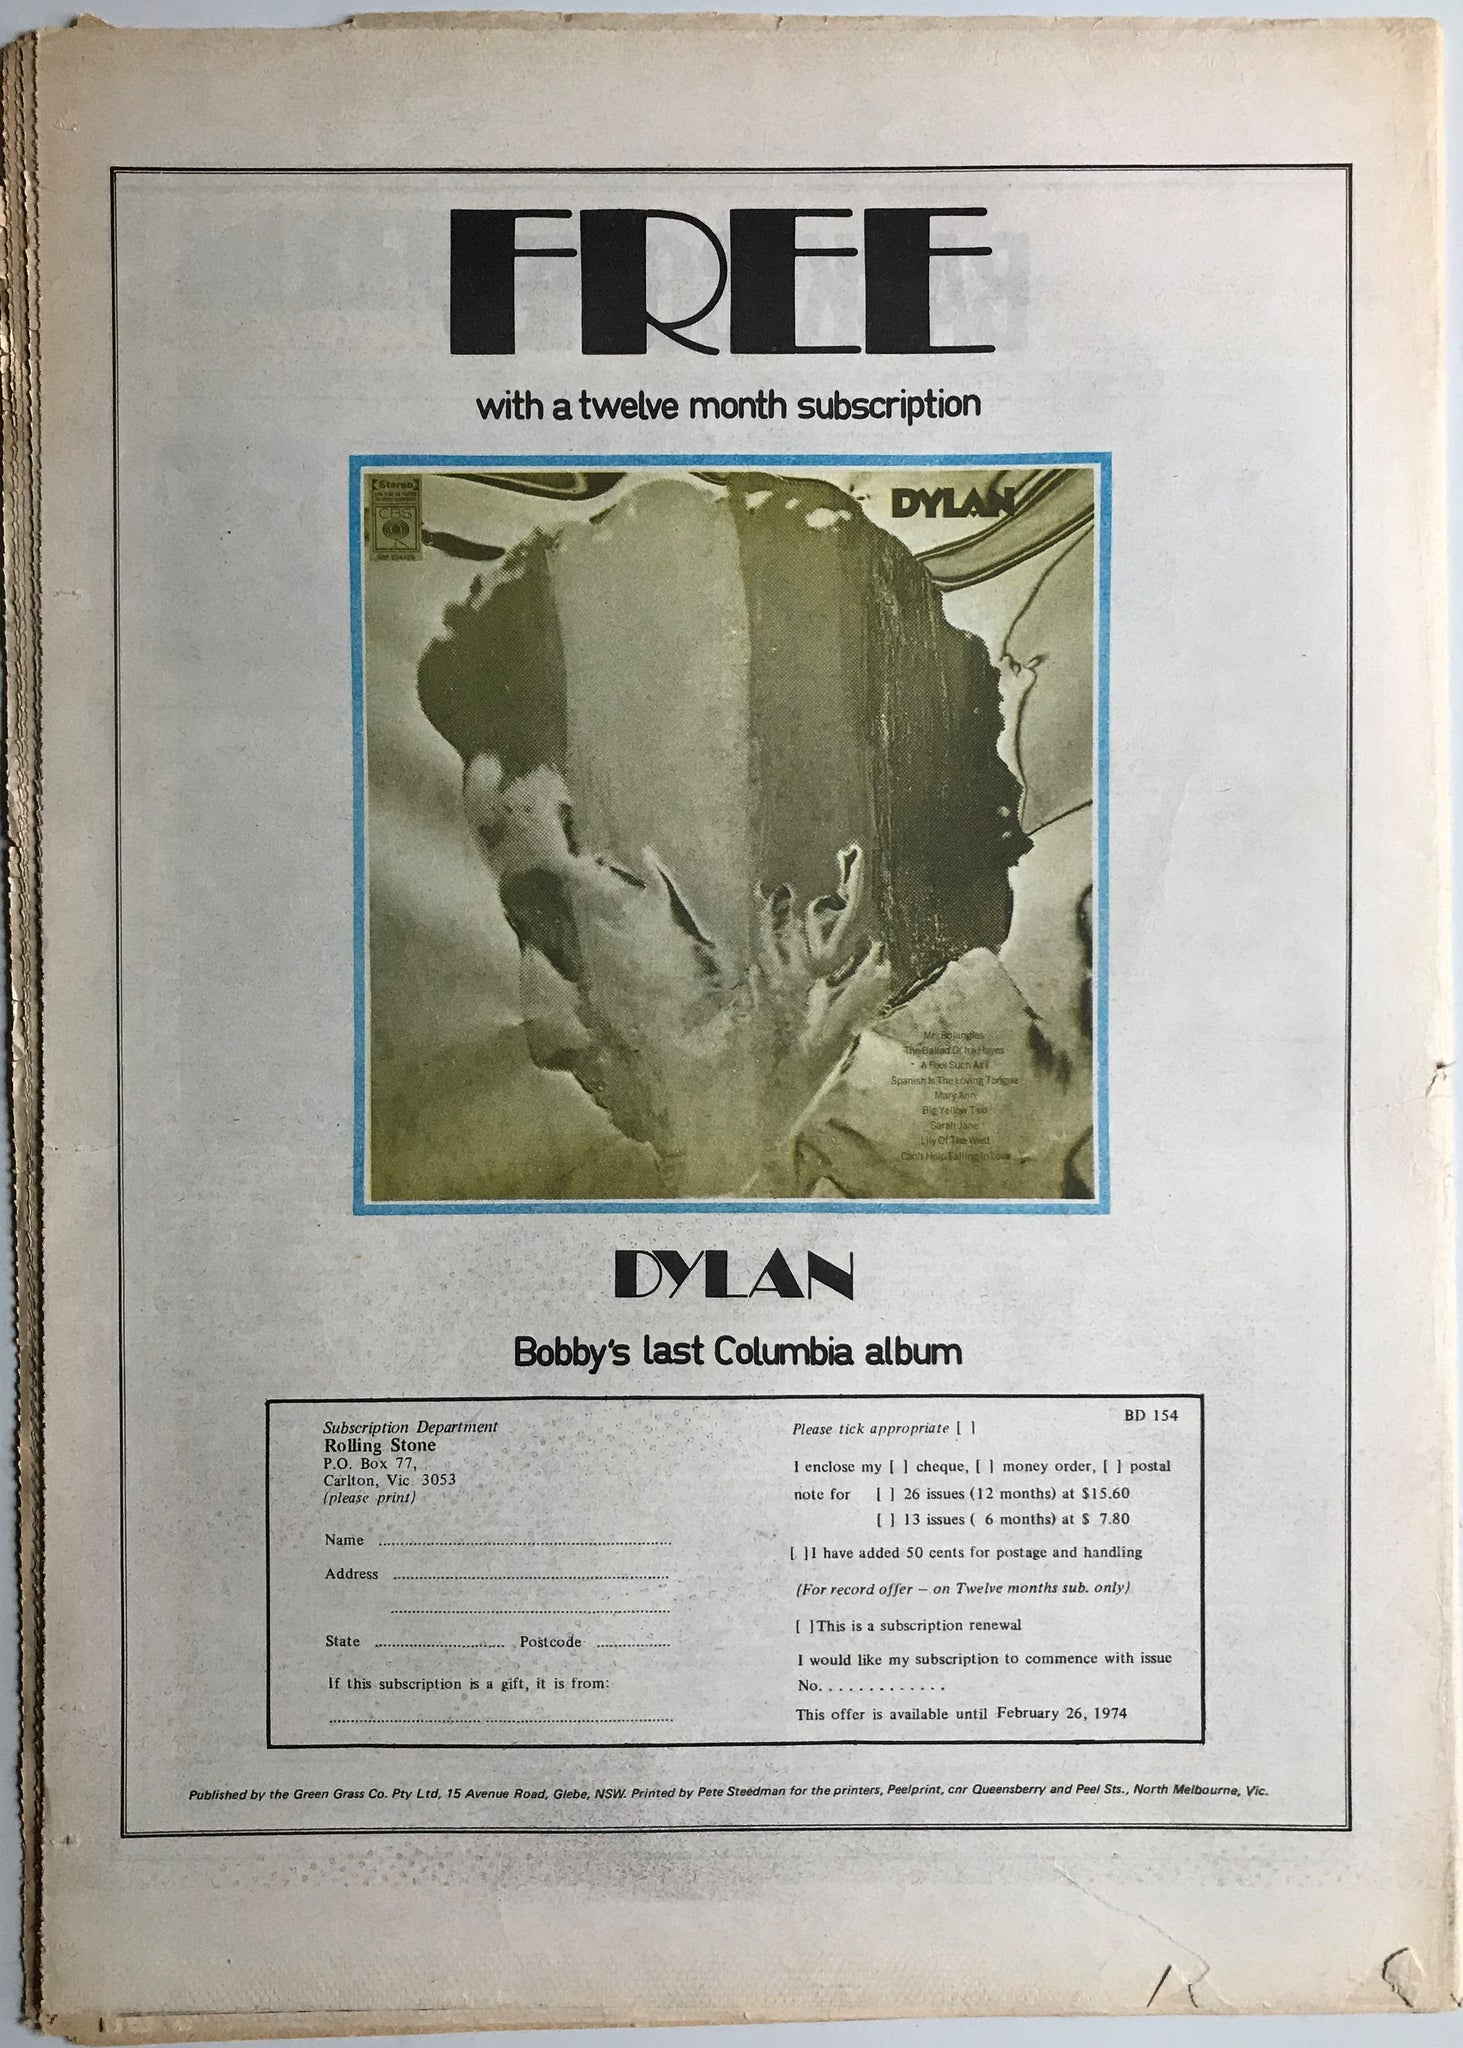 FREE
with a twelve month subscription
Stereo
CBS
DYLAN
Mr. Bojangles
The Ballad Of Ira Hayes
A Fool Such As I
Spanish Is The Loving Tongue
Mary Ann
Big Yellow Taxi
Sarah Jane
Lily Of The West
Can't Help Falling In Love
DYLAN
Bobby's last Columbia album
Subscription Department
Rolling Stone
P.O. Box 77,
Carlton, Vic 3053
(please print)
Name
Address
State Postcode
If this subscription is a gift, it is from:
BD 154
Please tick appropriate [ ]
I enclose my [ ] cheque, [ ] money order, [ ] postal
note for [ ] 26 issues (12 months) at $15.60
[ ] 13 issues ( 6 months) at $ 7.80
[ ]I have added 50 cents for postage and handling
(For record offer – on Twelve months sub. only)
[ ]This is a subscription renewal
I would like my subscription to commence with issue
No. . . . . . . . . . . . .
This offer is available until February 26, 1974
Published by the Green Grass Co. Pty Ltd, 15 Avenue Road, Glebe, NSW. Printed by Pete Steedman for the printers, Peelprint, cnr Queensberry and Peel Sts., North Melbourne, Vic.